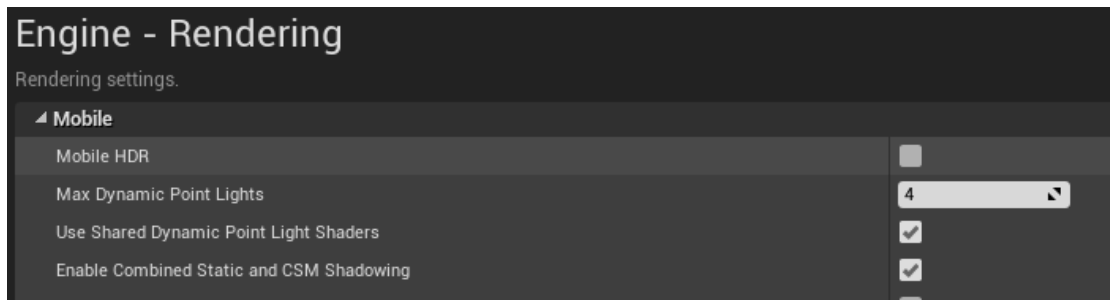 Engine - Rendering
Rendering settings.
Mobile
Mobile HDR
Max Dynamic Point Lights 4
Use Shared Dynamic Point Light Shaders
Enable Combined Static and CSM Shadowing